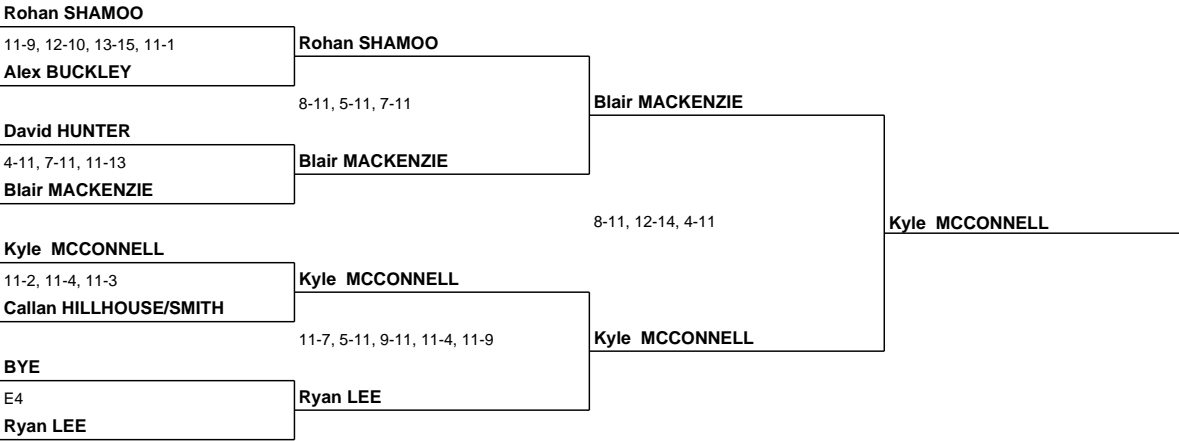 Rohan SHAMOO
11-9, 12-10, 13-15, 11-1
Rohan SHAMOO
Alex BUCKLEY
8-11, 5-11, 7-11
Blair MACKENZIE
David HUNTER
4-11, 7-11, 11-13
Blair MACKENZIE
Blair MACKENZIE
8-11, 12-14, 4-11
Kyle  MCCONNELL
Kyle  MCCONNELL
11-2, 11-4, 11-3
Kyle  MCCONNELL
Callan HILLHOUSE/SMITH
11-7, 5-11, 9-11, 11-4, 11-9
Kyle  MCCONNELL
BYE
E4
Ryan LEE
Ryan LEE